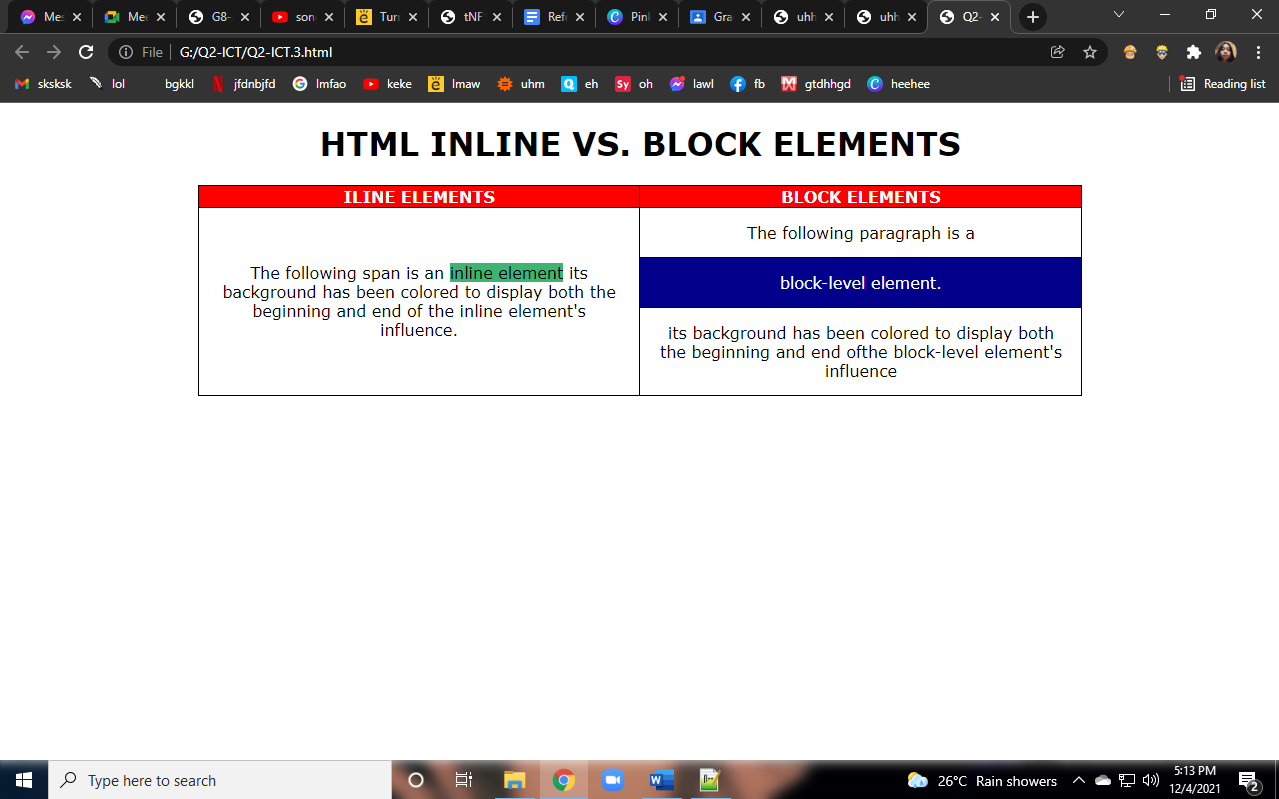 Mes
Mee
G8-
son
Turn
tNF
Refe
Pinl
Gra
uhh
uhh
Q2-
File
G:/Q2-ICT/Q2-ICT.3.html
sksksk
lol
bgkkl
jfdnbjfd
lmfao
keke
lmaw
uhm
eh
oh
lawl
fb
gtdhhgd
heehee
Reading list
HTML INLINE VS. BLOCK ELEMENTS
ILINE ELEMENTS
BLOCK ELEMENTS
The following span is an inline element its
background has been colored to display both the
beginning and end of the inline element's
influence.
The following paragraph is a
block-level element.
its background has been colored to display both
the beginning and end ofthe block-level element's
influence
Type here to search
26°C Rain showers
5:13 PM
12/4/2021
2